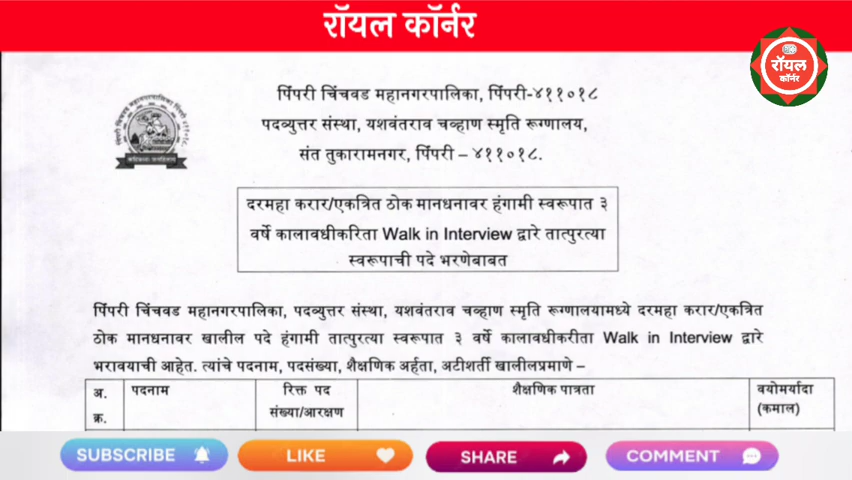 रॉयल कॉर्नर
रॉयल
कॉर्नर
पिंपरी चिंचवड महानगरपालिका, पिंपरी-४११०१८
पदव्युत्तर संस्था, यशवंतराव चव्हाण स्मृति रूग्णालय,
संत तुकारामनगर, पिंपरी – ४११०१८.
दरमहा करार/एकत्रित ठोक मानधनावर हंगामी स्वरूपात ३
वर्षे कालावधीकरिता Walk in Interview द्वारे तात्पुरत्या
स्वरूपाची पदे भरणेबाबत
पिंपरी चिंचवड महानगरपालिका, पदव्युत्तर संस्था, यशवंतराव चव्हाण स्मृति रूग्णालयामध्ये दरमहा करार/एकत्रित
ठोक मानधनावर खालील पदे हंगामी तात्पुरत्या स्वरूपात ३ वर्षे कालावधीकरीता Walk in Interview द्वारे
भरावयाची आहेत. त्यांचे पदनाम, पदसंख्या, शैक्षणिक अर्हता, अटीशर्ती खालीलप्रमाणे –
अ. क्र. पदनाम रिक्त पद संख्या/आरक्षण शैक्षणिक पात्रता वयोमर्यादा (कमाल)
SUBSCRIBE LIKE SHARE COMMENT